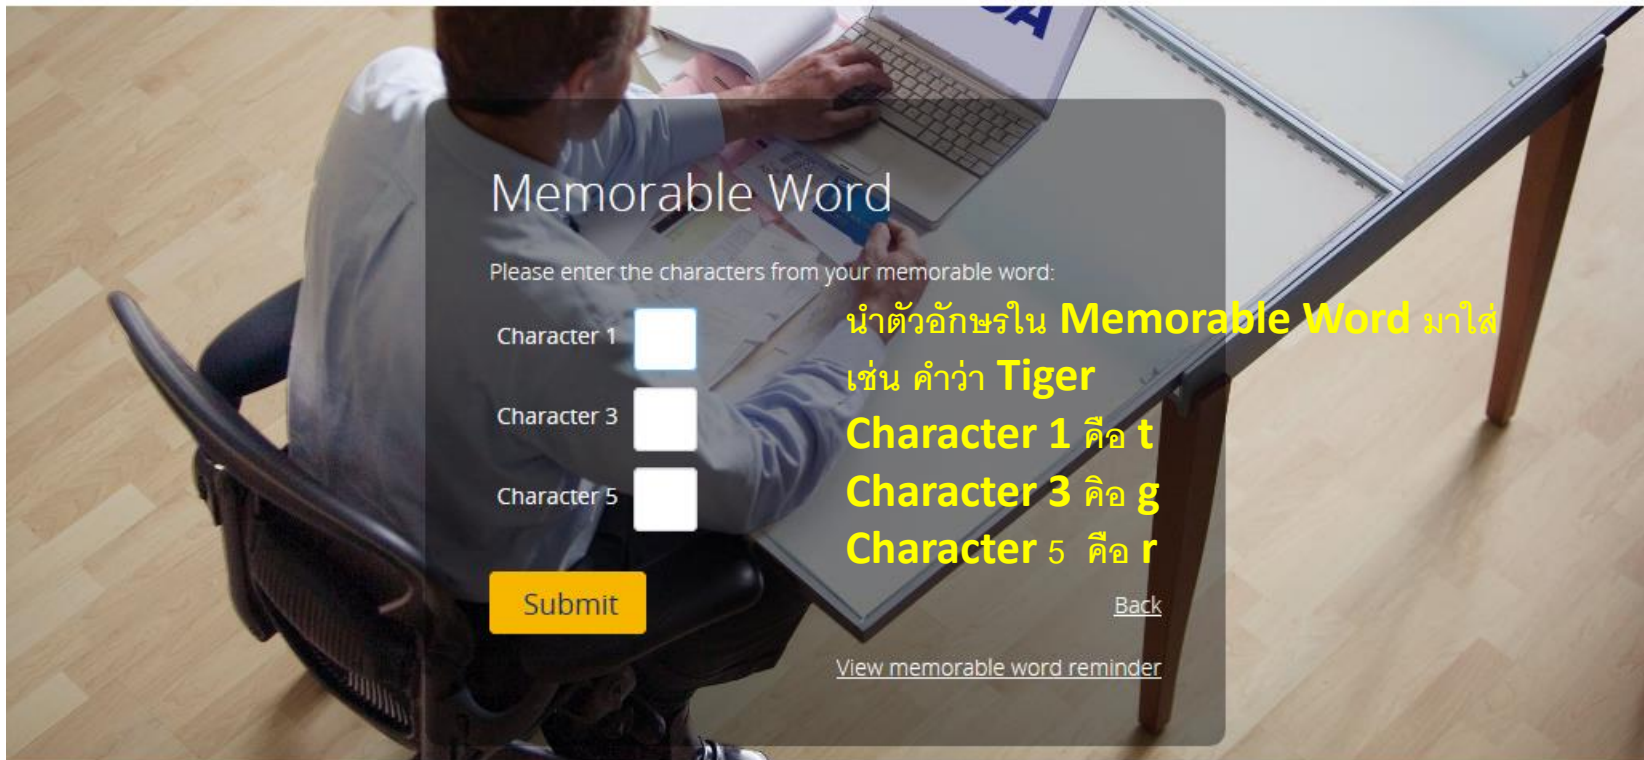 Memorable Word
Please enter the characters from your memorable word:
Character 1
Character 3
Character 5
นำตัวอักษรใน Memorable Word มาใส่
เช่น คำว่า Tiger
Character 1 คือ t
Character 3 คิอ g
Character 5 คือ r
Submit
Back
View memorable word reminder